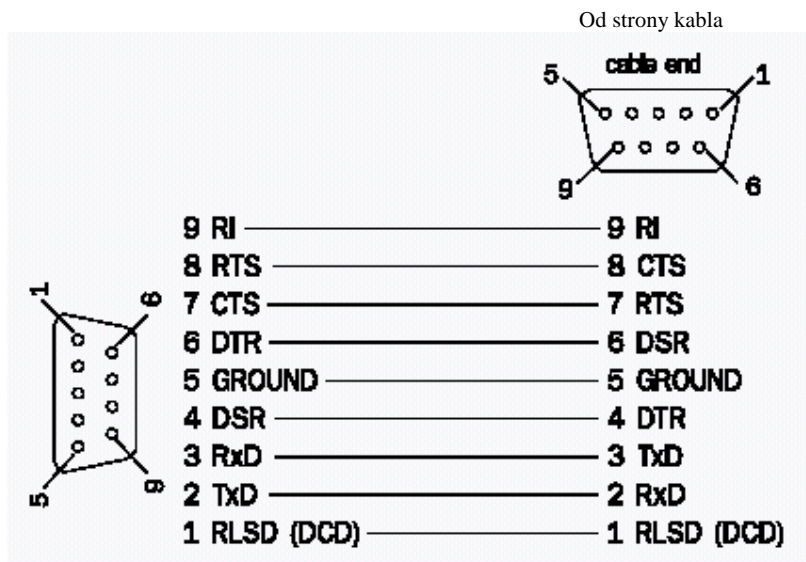 Od strony kabla
cable end
5 1
9 6
9 RI 9 RI
8 RTS 8 CTS
1 6
7 CTS 7 RTS
6 DTR 6 DSR
5 GROUND 5 GROUND
4 DSR 4 DTR
3 RxD 3 TxD
5 9
2 TxD 2 RxD
1 RLSD (DCD) 1 RLSD (DCD)